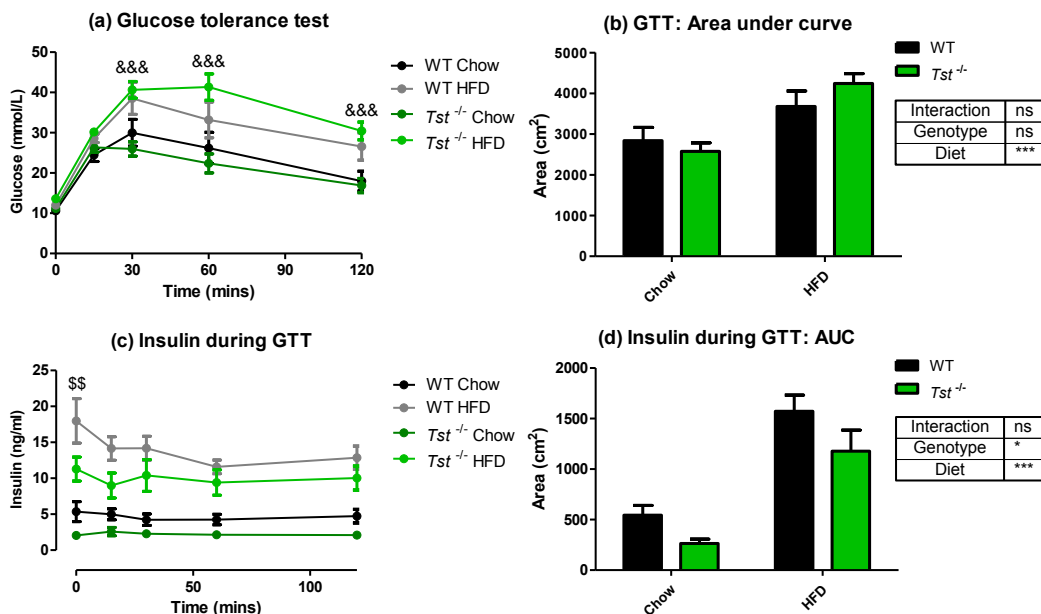 (a) Glucose tolerance test
50
40
30
20
10
0
0
30
60
90
120
Glucose (mmol/L)
Time (mins)
&&&
&&&
&&&
WT Chow
WT HFD
Tst -/- Chow
Tst -/- HFD
(b) GTT: Area under curve
5000
4000
3000
2000
1000
0
Area (cm²)
Chow
HFD
WT
Tst -/-
Interaction ns
Genotype ns
Diet ***
(c) Insulin during GTT
25
20
15
10
5
0
0
50
100
Insulin (ng/ml)
Time (mins)
$$
WT Chow
WT HFD
Tst -/- Chow
Tst -/- HFD
(d) Insulin during GTT: AUC
2000
1500
1000
500
0
Area (cm²)
Chow
HFD
WT
Tst -/-
Interaction ns
Genotype *
Diet ***